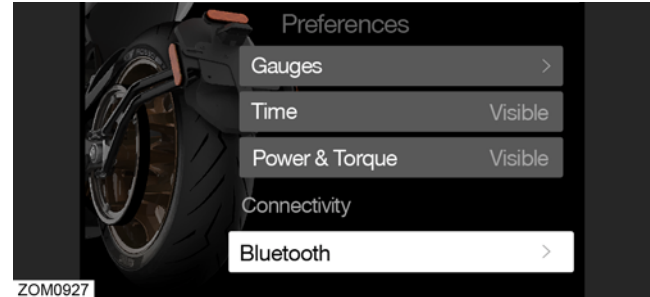 Preferences
Gauges >
Time Visible
Power & Torque Visible
Connectivity
Bluetooth >
ZOM0927